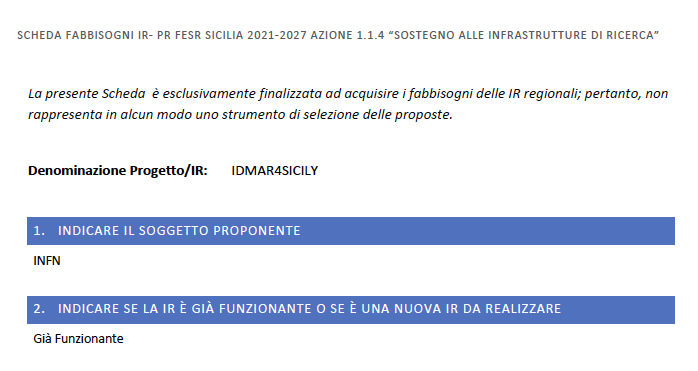 SCHEDA FABBISOGNI IR- PR FESR SICILIA 2021-2027 AZIONE 1.1.4 “SOSTEGNO ALLE INFRASTRUTTURE DI RICERCA”
La presente Scheda è esclusivamente finalizzata ad acquisire i fabbisogni delle IR regionali; pertanto, non
rappresenta in alcun modo uno strumento di selezione delle proposte.
Denominazione Progetto/IR: IDMAR4SICILY
1. INDICARE IL SOGGETTO PROPONENTE
INFN
2. INDICARE SE LA IR È GIÀ FUNZIONANTE O SE È UNA NUOVA IR DA REALIZZARE
Già Funzionante